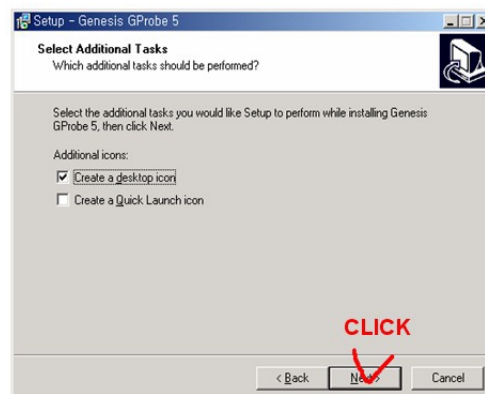 Setup - Genesis GProbe 5
Select Additional Tasks
Which additional tasks should be performed?
Select the additional tasks you would like Setup to perform while installing Genesis
GProbe 5, then click Next.
Additional icons:
Create a desktop icon
Create a Quick Launch icon
CLICK
< Back
Next >
Cancel